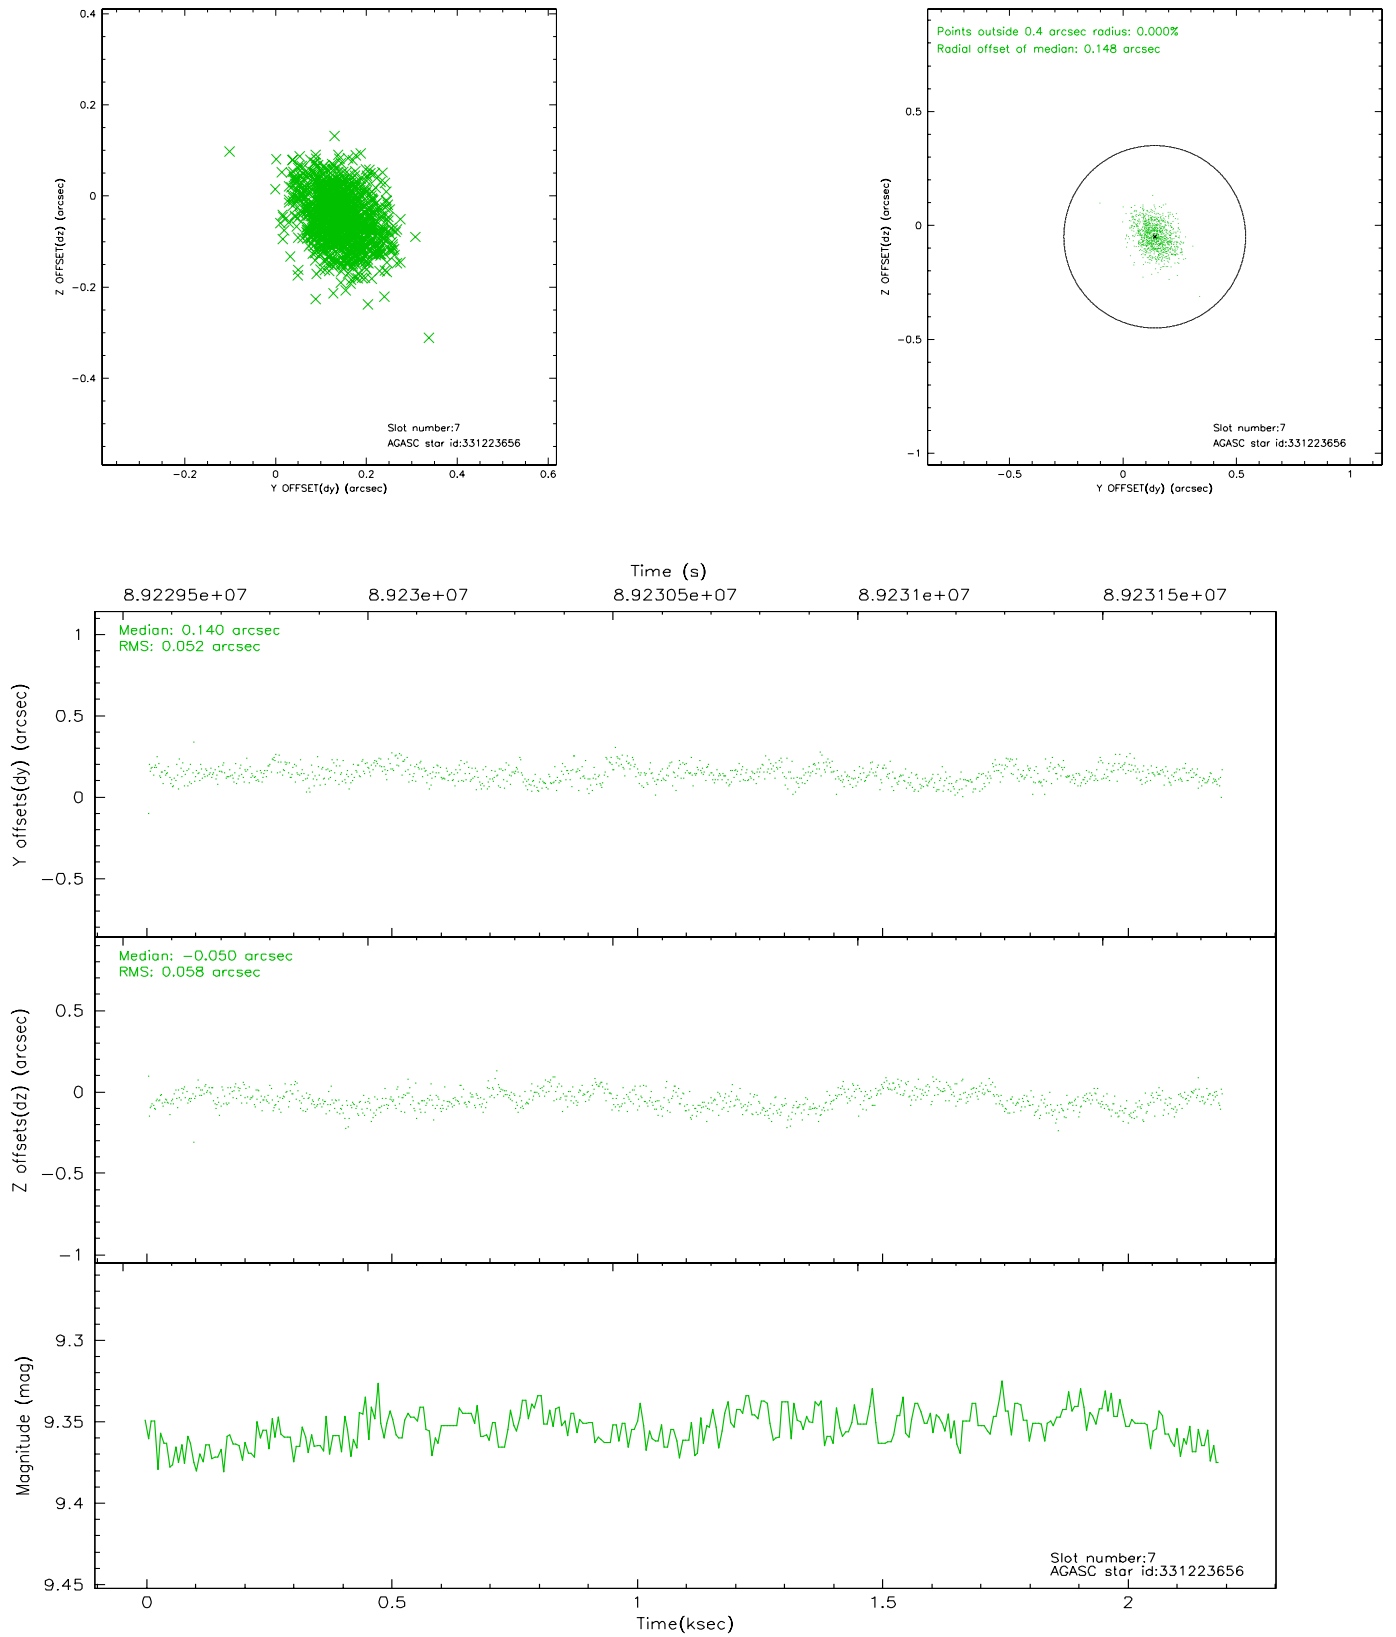 0.4
0.2
0
−0.2
−0.4
Z OFFSET(dz) (arcsec)
Slot number:7
AGASC star id:331223656
−0.2 0 0.2 0.4 0.6
Y OFFSET(dy) (arcsec)
Points outside 0.4 arcsec radius: 0.000%
Radial offset of median: 0.148 arcsec
0.5
0
−0.5
−1
Z OFFSET(dz) (arcsec)
Slot number:7
AGASC star id:331223656
−0.5 0 0.5 1
Y OFFSET(dy) (arcsec)
Time (s)
8.92295e+07 8.923e+07 8.92305e+07 8.9231e+07 8.92315e+07
Median: 0.140 arcsec
RMS: 0.052 arcsec
1
0.5
0
−0.5
Y offsets(dy) (arcsec)
Median: −0.050 arcsec
RMS: 0.058 arcsec
0.5
0
−0.5
−1
Z offsets(dz) (arcsec)
9.3
9.35
9.4
9.45
Magnitude (mag)
Slot number:7
AGASC star id:331223656
0 0.5 1 1.5 2
Time(ksec)